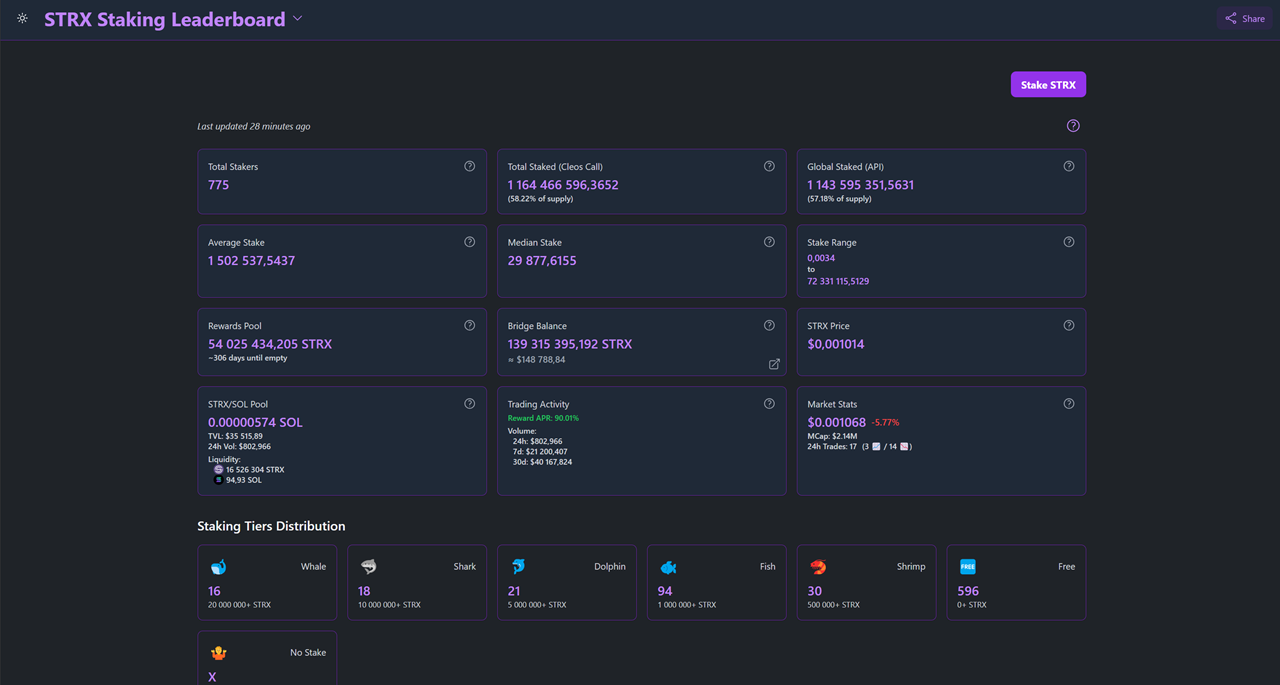 STRX Staking Leaderboard
Share
Stake STRX
Last updated 28 minutes ago
Total Stakers
775
Total Staked (Cleos Call)
1 164 466 596,3652
(58.22% of supply)
Global Staked (API)
1 143 595 351,5631
(57.18% of supply)
Average Stake
1 502 537,5437
Median Stake
29 877,6155
Stake Range
0,0034
to
72 331 115,5129
Rewards Pool
54 025 434,205 STRX
~306 days until empty
Bridge Balance
139 315 395,192 STRX
≈ $148 788,84
STRX Price
$0,001014
STRX/SOL Pool
0.00000574 SOL
TVL: $35 515,89
24h Vol: $802,966
Liquidity:
16 526 304 STRX
94,93 SOL
Trading Activity
Reward APR: 90.01%
Volume:
24h: $802,966
7d: $21 200,407
30d: $40 167,824
Market Stats
$0.001068 -5.77%
MCap: $2.14M
24h Trades: 17 (3 📈 / 14 📉)
Staking Tiers Distribution
Whale
16
20 000 000+ STRX
Shark
18
10 000 000+ STRX
Dolphin
21
5 000 000+ STRX
Fish
94
1 000 000+ STRX
Shrimp
30
500 000+ STRX
FREE
Free
596
0+ STRX
No Stake
X